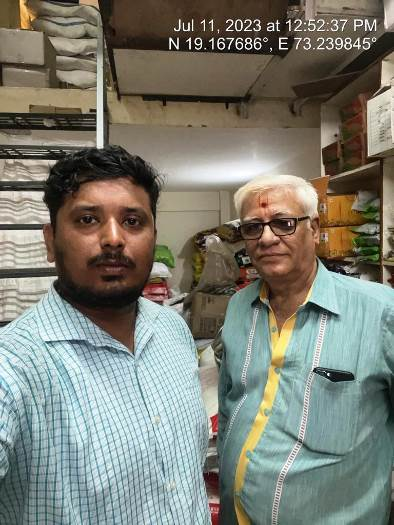 Jul 11, 2023 at 12:52:37 PM
N 19.167686°, E 73.239845°